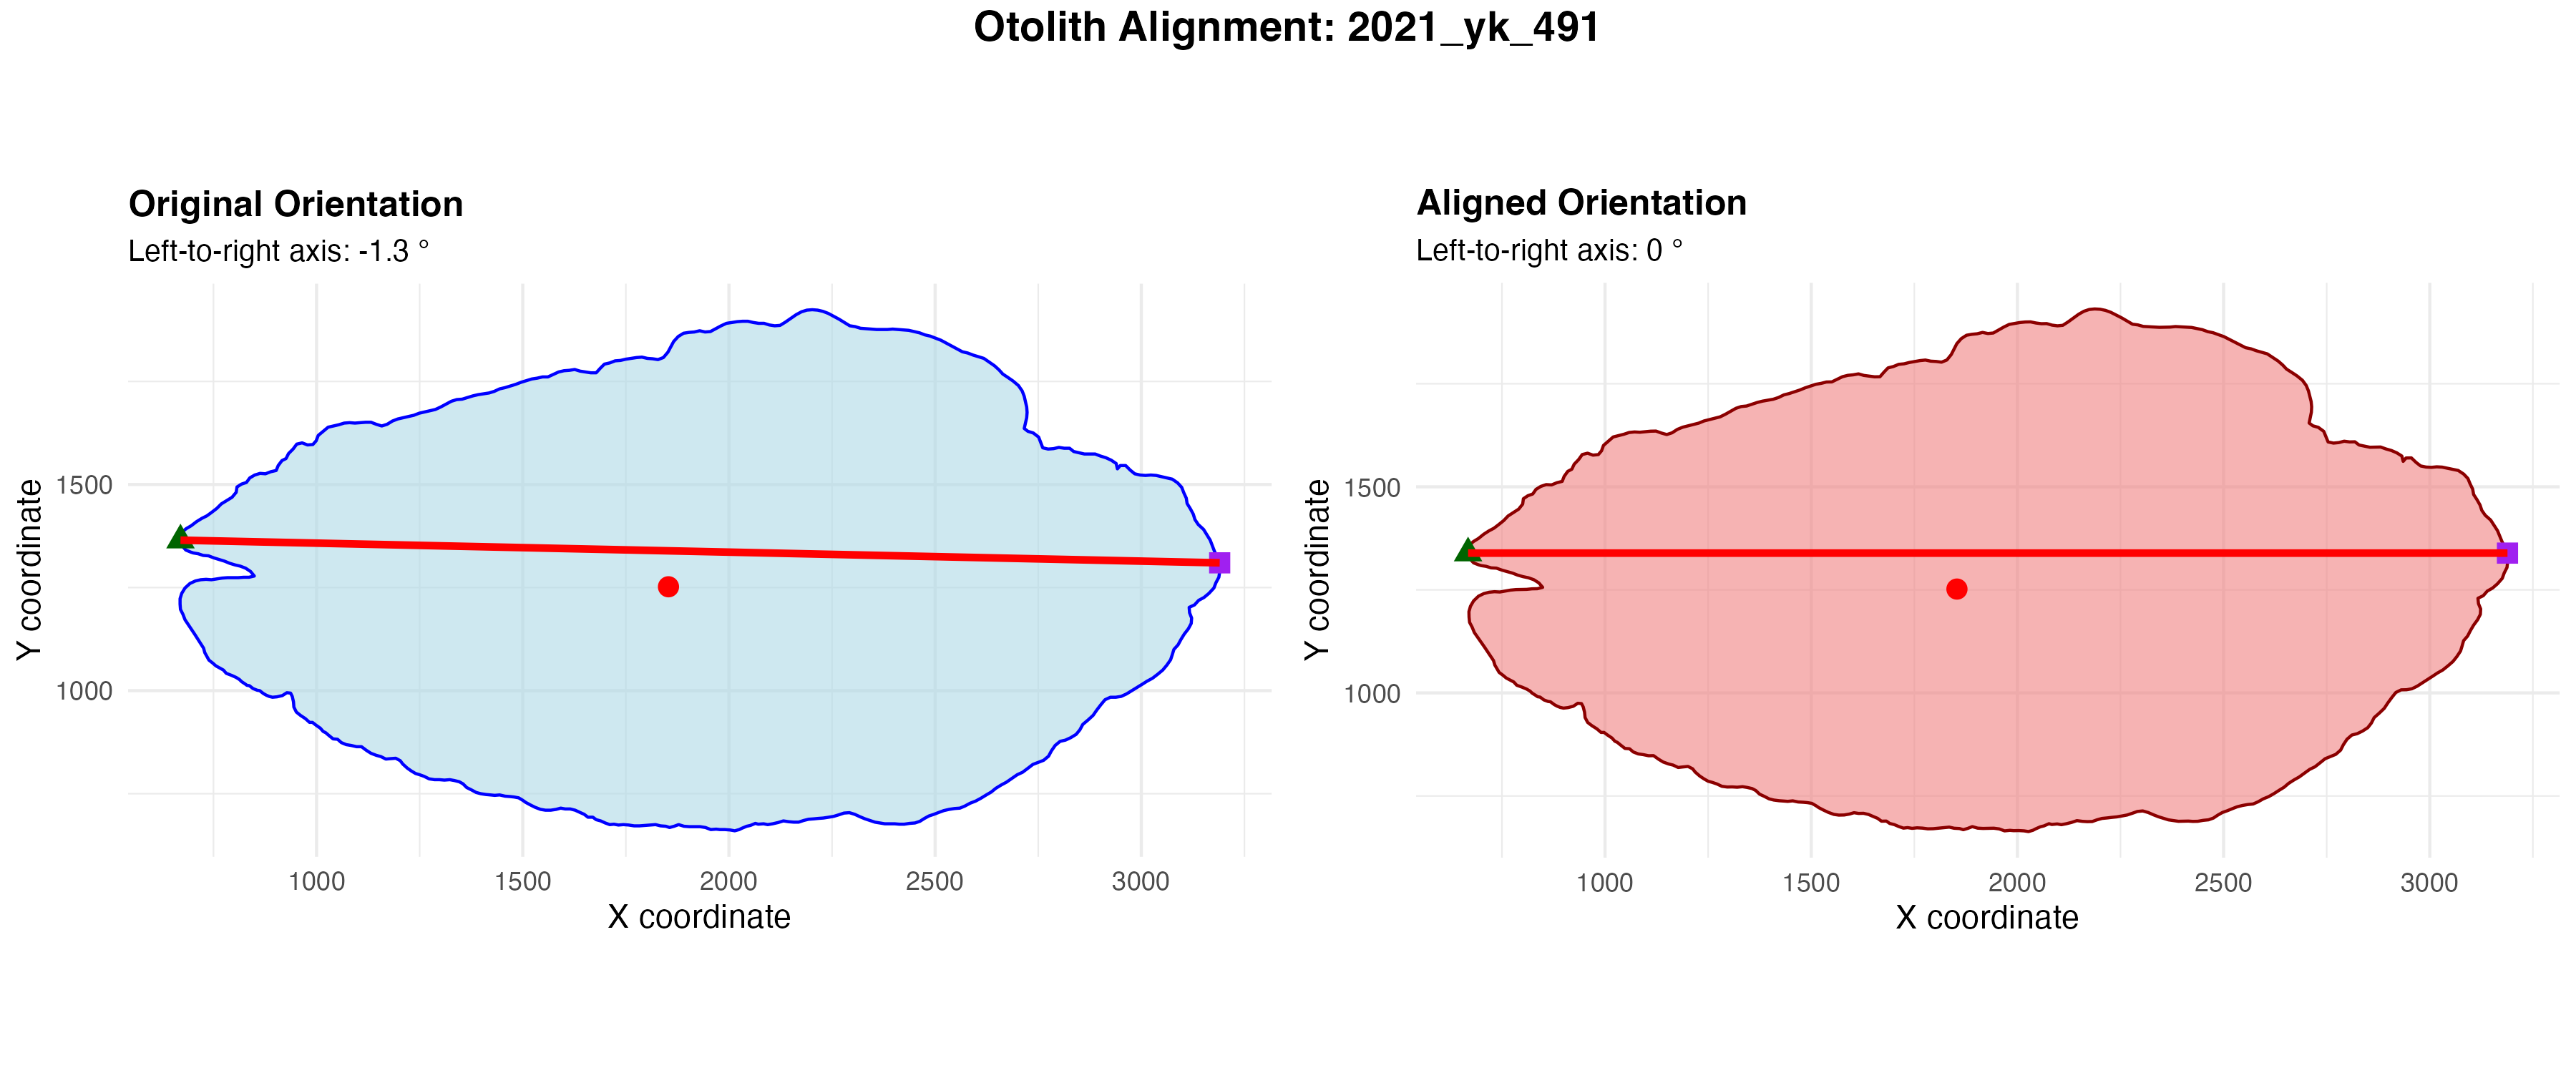 Otolith Alignment: 2021_yk_491
Original Orientation
Left-to-right axis: -1.3 °
Y coordinate
1500
1000
1000 1500 2000 2500 3000
X coordinate
Aligned Orientation
Left-to-right axis: 0 °
Y coordinate
1500
1000
1000 1500 2000 2500 3000
X coordinate